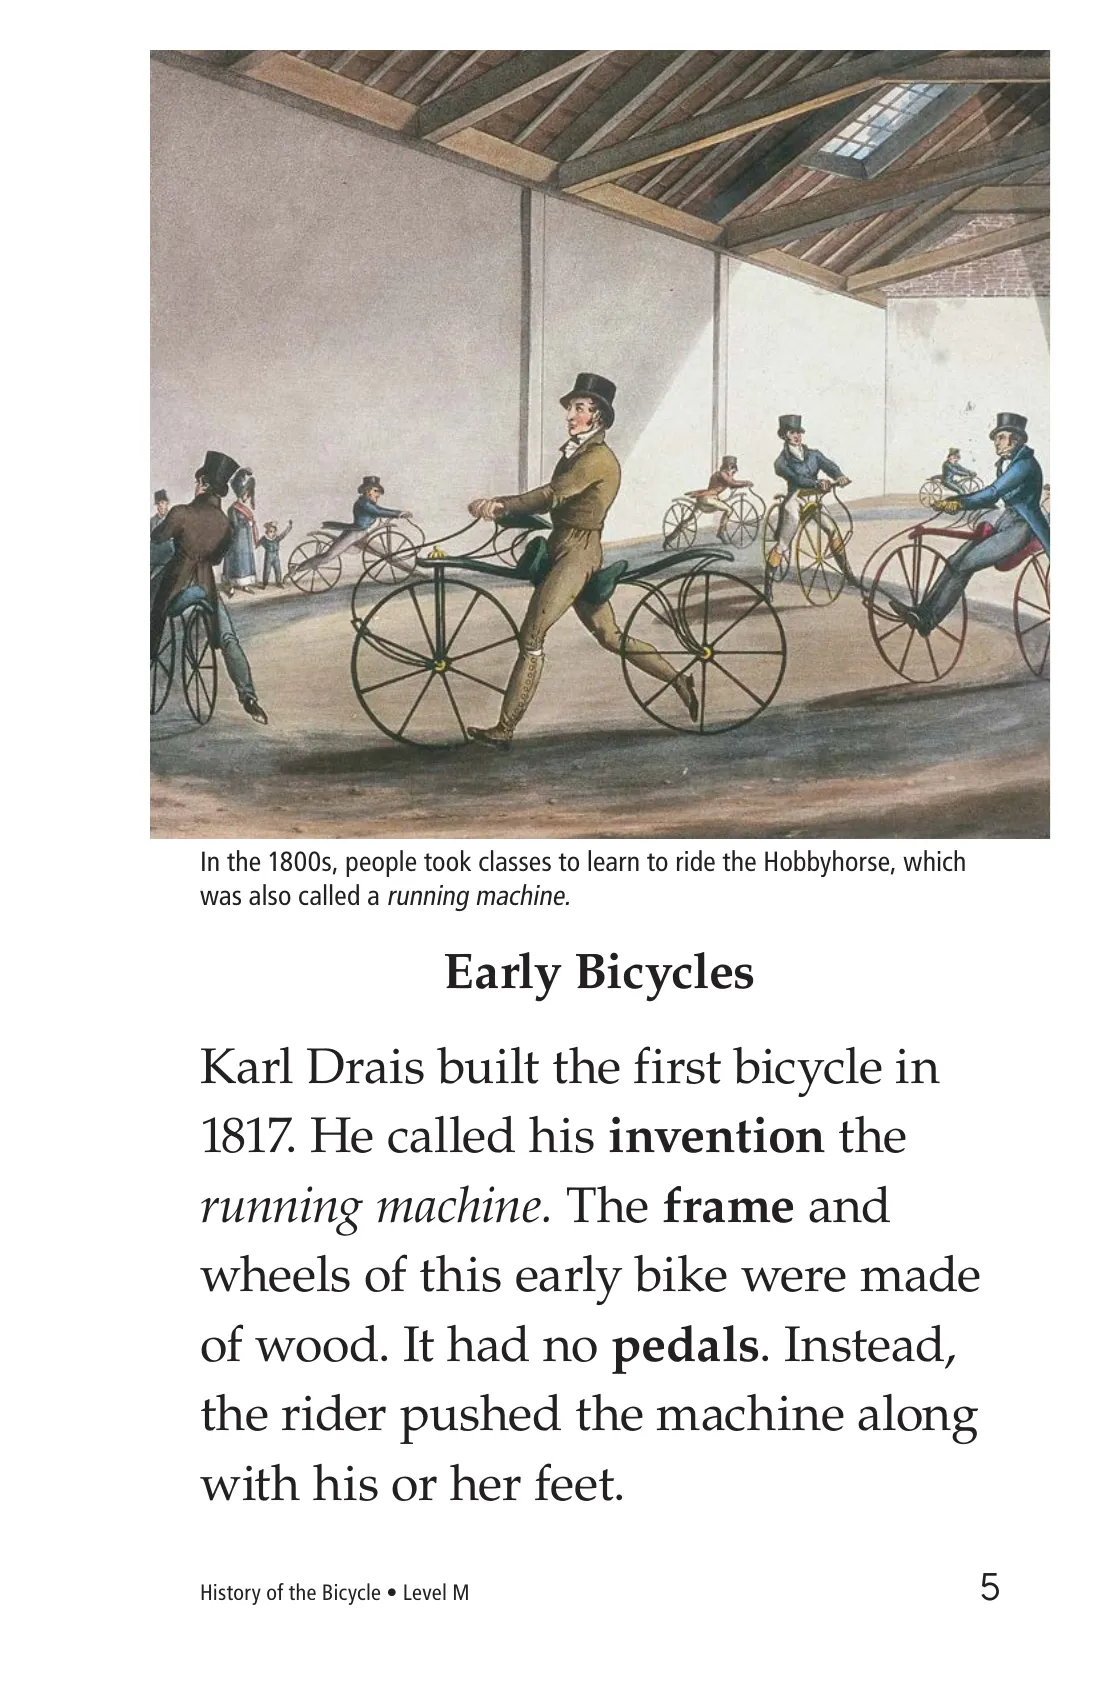 In the 1800s, people took classes to learn to ride the Hobbyhorse, which
was also called a running machine.
Early Bicycles
Karl Drais built the first bicycle in
1817. He called his invention the
running machine. The frame and
wheels of this early bike were made
of wood. It had no pedals. Instead,
the rider pushed the machine along
with his or her feet.
History of the Bicycle • Level M
5